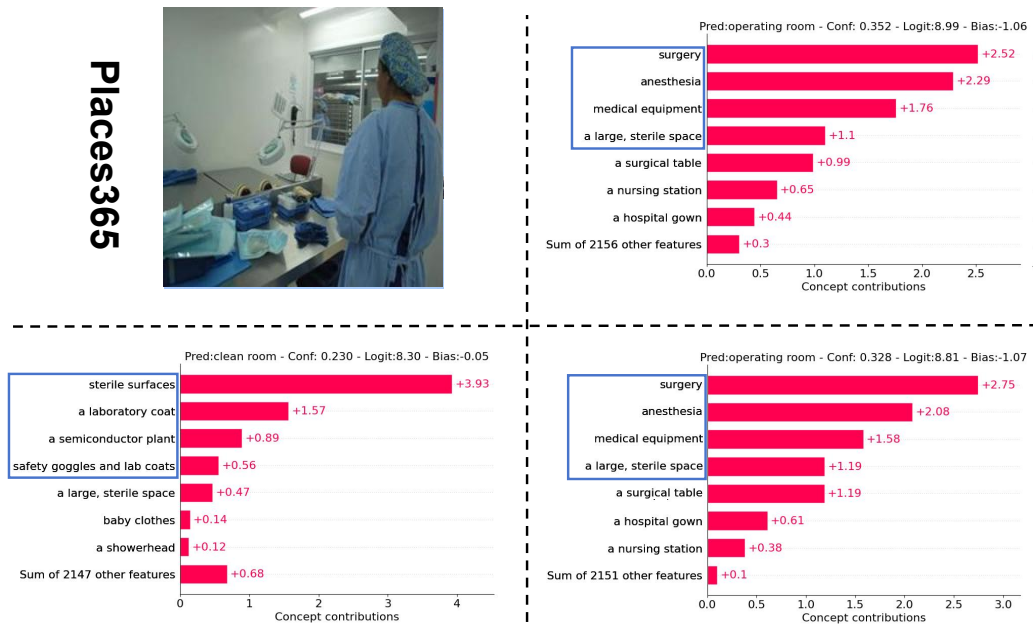 Places365
Pred:operating room - Conf: 0.352 - Logit:8.99 - Bias:-1.06
surgery +2.52
anesthesia +2.29
medical equipment +1.76
a large, sterile space +1.1
a surgical table +0.99
a nursing station +0.65
a hospital gown +0.44
Sum of 2156 other features +0.3
0.0 0.5 1.0 1.5 2.0 2.5
Concept contributions
Pred:clean room - Conf: 0.230 - Logit:8.30 - Bias:-0.05
sterile surfaces +3.93
a laboratory coat +1.57
a semiconductor plant +0.89
safety goggles and lab coats +0.56
a large, sterile space +0.47
baby clothes +0.14
a showerhead +0.12
Sum of 2147 other features +0.68
0 1 2 3 4
Concept contributions
Pred:operating room - Conf: 0.328 - Logit:8.81 - Bias:-1.07
surgery +2.75
anesthesia +2.08
medical equipment +1.58
a large, sterile space +1.19
a surgical table +1.19
a hospital gown +0.61
a nursing station +0.38
Sum of 2151 other features +0.1
0.0 0.5 1.0 1.5 2.0 2.5 3.0
Concept contributions